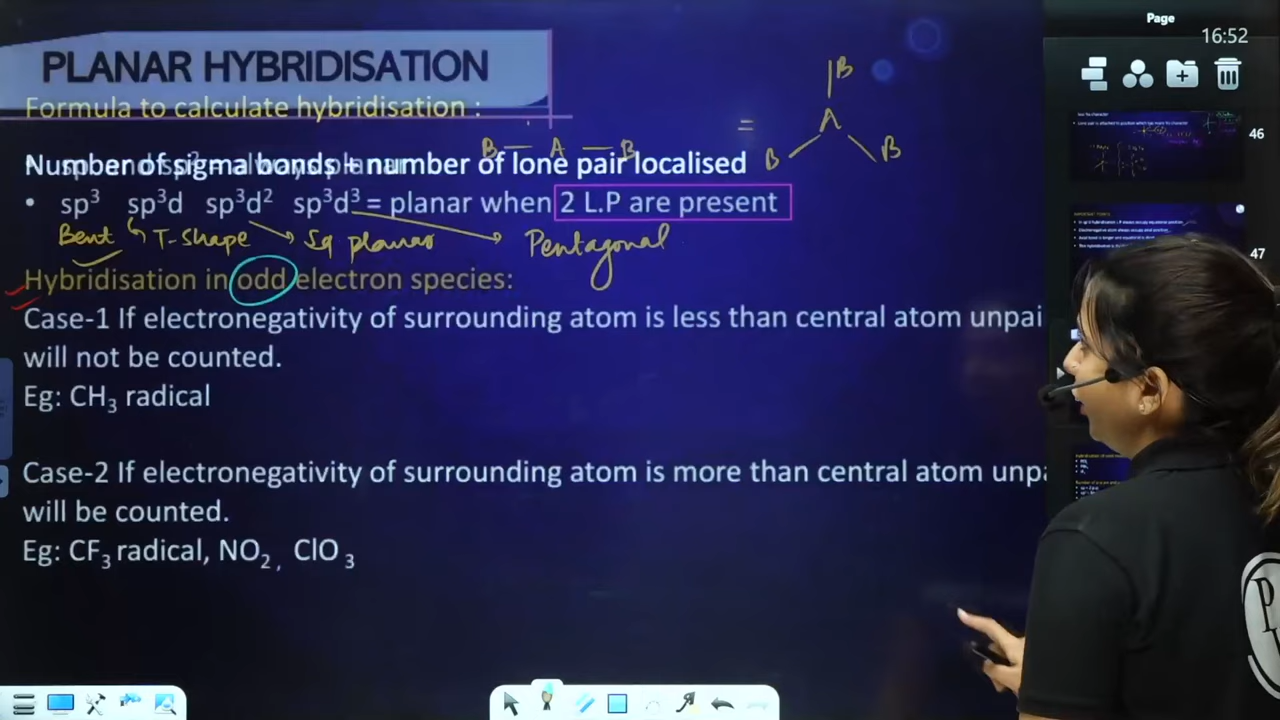 Page
16:52
PLANAR HYBRIDISATION
Formula to calculate hybridisation :
B
A
B B
=
B — A — B
Number of sigma bonds + number of lone pair localised
always planar
• sp³ sp³d sp³d² sp³d³ = planar when 2 L.P are present
Bent T-shape Sq planar Pentagonal
Hybridisation in odd electron species:
Case-1 If electronegativity of surrounding atom is less than central atom unpai
will not be counted.
Eg: CH₃ radical
Case-2 If electronegativity of surrounding atom is more than central atom unpa
will be counted.
Eg: CF₃ radical, NO₂ , ClO ₃
46
47